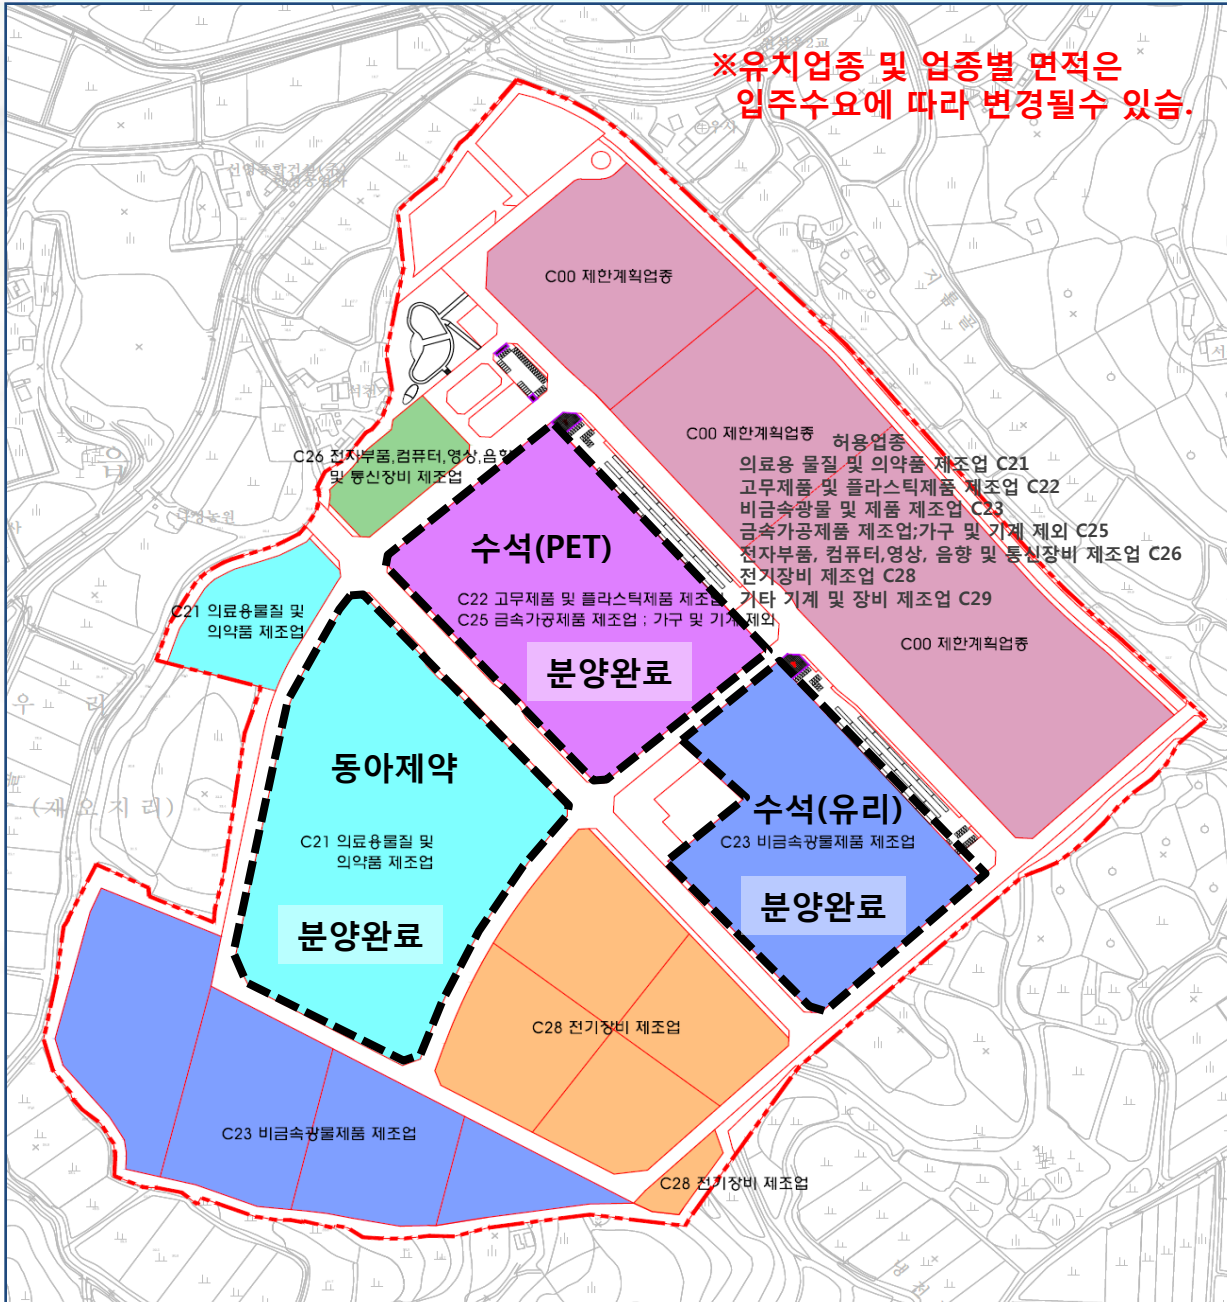 ※유치업종 및 업종별 면적은
입주수요에 따라 변경될수 있슴.
C00 제한계획업종
C00 제한계획업종
허용업종
의료용 물질 및 의약품 제조업 C21
고무제품 및 플라스틱제품 제조업 C22
비금속광물 및 제품 제조업 C23
금속가공제품 제조업;가구 및 기계 제외 C25
전자부품, 컴퓨터,영상, 음향 및 통신장비 제조업 C26
전기장비 제조업 C28
기타 기계 및 장비 제조업 C29
C00 제한계획업종
C26 전자부품,컴퓨터,영상,음향
및 통신장비 제조업
수석(PET)
C22 고무제품 및 플라스틱제품 제조업
C25 금속가공제품 제조업 ; 가구 및 기계 제외
분양완료
C21 의료용물질 및
의약품 제조업
동아제약
C21 의료용물질 및
의약품 제조업
분양완료
수석(유리)
C23 비금속광물제품 제조업
분양완료
C28 전기장비 제조업
C23 비금속광물제품 제조업
C28 전기장비 제조업
우 리
(재오지리)
지름골